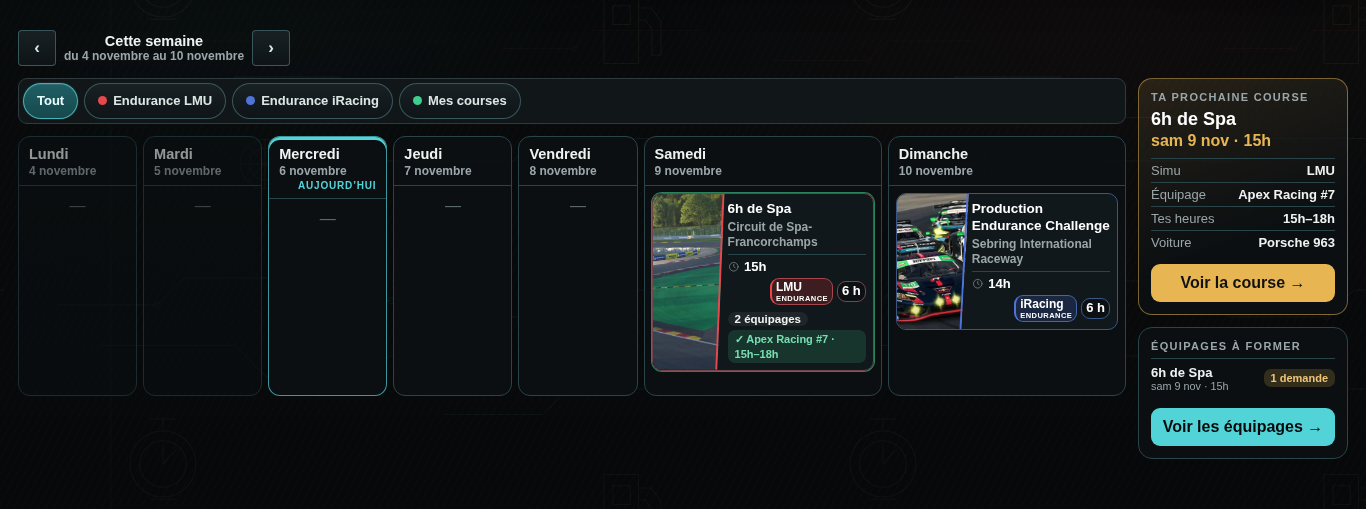 ‹
Cette semaine
du 4 novembre au 10 novembre
›
Tout
Endurance LMU
Endurance iRacing
Mes courses
Lundi
4 novembre
—
Mardi
5 novembre
—
Mercredi
6 novembre
AUJOURD'HUI
—
Jeudi
7 novembre
—
Vendredi
8 novembre
—
Samedi
9 novembre
6h de Spa
Circuit de Spa-
Francorchamps
15h
LMU
ENDURANCE
6 h
2 équipages
✓ Apex Racing #7 ·
15h–18h
Dimanche
10 novembre
Production
Endurance Challenge
Sebring International
Raceway
14h
iRacing
ENDURANCE
6 h
TA PROCHAINE COURSE
6h de Spa
sam 9 nov · 15h
Simu LMU
Équipage Apex Racing #7
Tes heures 15h–18h
Voiture Porsche 963
Voir la course →
ÉQUIPAGES À FORMER
6h de Spa
sam 9 nov · 15h
1 demande
Voir les équipages →